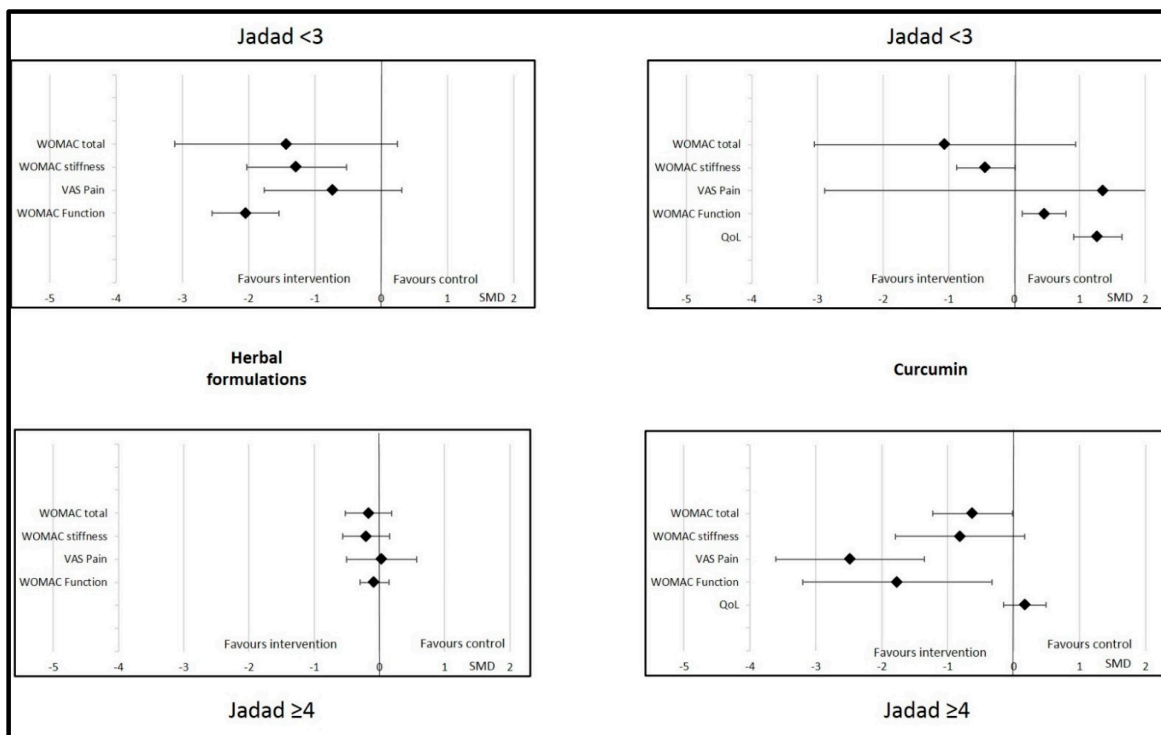 Jadad <3
WOMAC total
WOMAC stiffness
VAS Pain
WOMAC Function
Favours intervention Favours control
-5 -4 -3 -2 -1 0 1 SMD 2
Jadad <3
WOMAC total
WOMAC stiffness
VAS Pain
WOMAC Function
QoL
Favours intervention Favours control
-5 -4 -3 -2 -1 0 1 SMD 2
Herbal
formulations
Curcumin
WOMAC total
WOMAC stiffness
VAS Pain
WOMAC Function
Favours intervention Favours control
-5 -4 -3 -2 -1 0 1 SMD 2
Jadad ≥4
WOMAC total
WOMAC stiffness
VAS Pain
WOMAC Function
QoL
Favours control
Favours intervention SMD
-5 -4 -3 -2 -1 0 1 2
Jadad ≥4